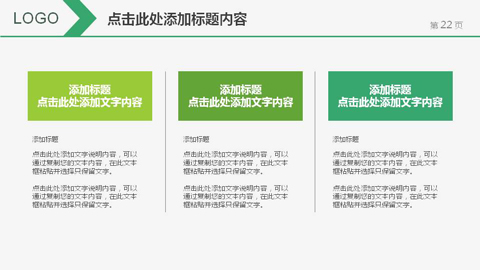 LOGO
点击此处添加标题内容
第 22 页
添加标题
点击此处添加文字内容
添加标题
点击此处添加文字说明内容，可以
通过复制您的文本内容，在此文本
框粘贴并选择只保留文字。
点击此处添加文字说明内容，可以
通过复制您的文本内容，在此文本
框粘贴并选择只保留文字。
添加标题
点击此处添加文字内容
添加标题
点击此处添加文字说明内容，可以
通过复制您的文本内容，在此文本
框粘贴并选择只保留文字。
点击此处添加文字说明内容，可以
通过复制您的文本内容，在此文本
框粘贴并选择只保留文字。
添加标题
点击此处添加文字内容
添加标题
点击此处添加文字说明内容，可以
通过复制您的文本内容，在此文本
框粘贴并选择只保留文字。
点击此处添加文字说明内容，可以
通过复制您的文本内容，在此文本
框粘贴并选择只保留文字。